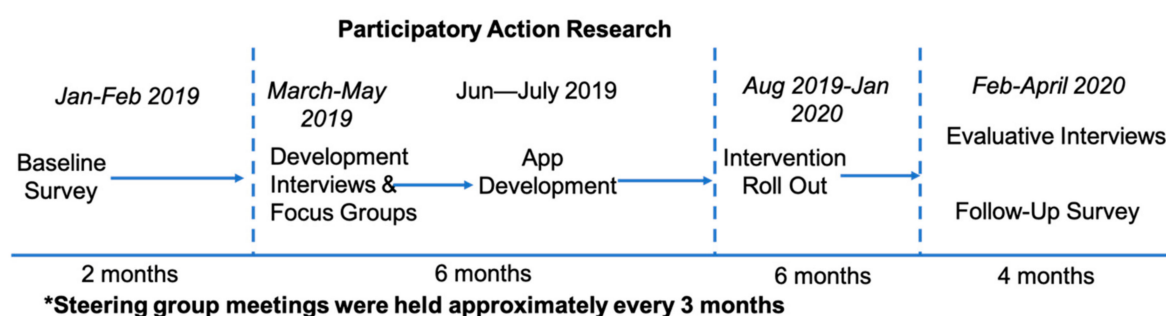 Participatory Action Research
Jan-Feb 2019
March-May
2019
Jun—July 2019
Aug 2019-Jan
2020
Feb-April 2020
Baseline
Survey
Development
Interviews &
Focus Groups
App
Development
Intervention
Roll Out
Evaluative Interviews
Follow-Up Survey
2 months
6 months
6 months
4 months
*Steering group meetings were held approximately every 3 months